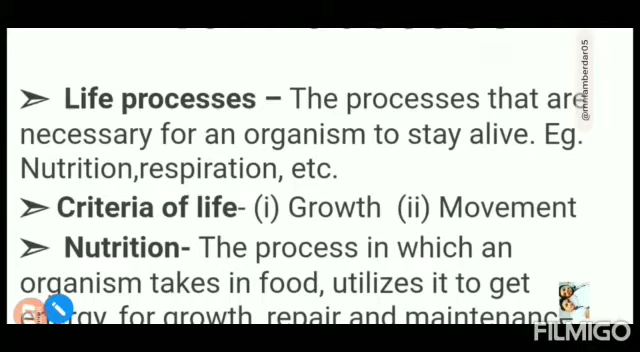 ➢ Life processes – The processes that are
necessary for an organism to stay alive. Eg.
Nutrition,respiration, etc.
➢ Criteria of life- (i) Growth (ii) Movement
➢ Nutrition- The process in which an
organism takes in food, utilizes it to get
energy, for growth, repair and maintenance
FILMIGO